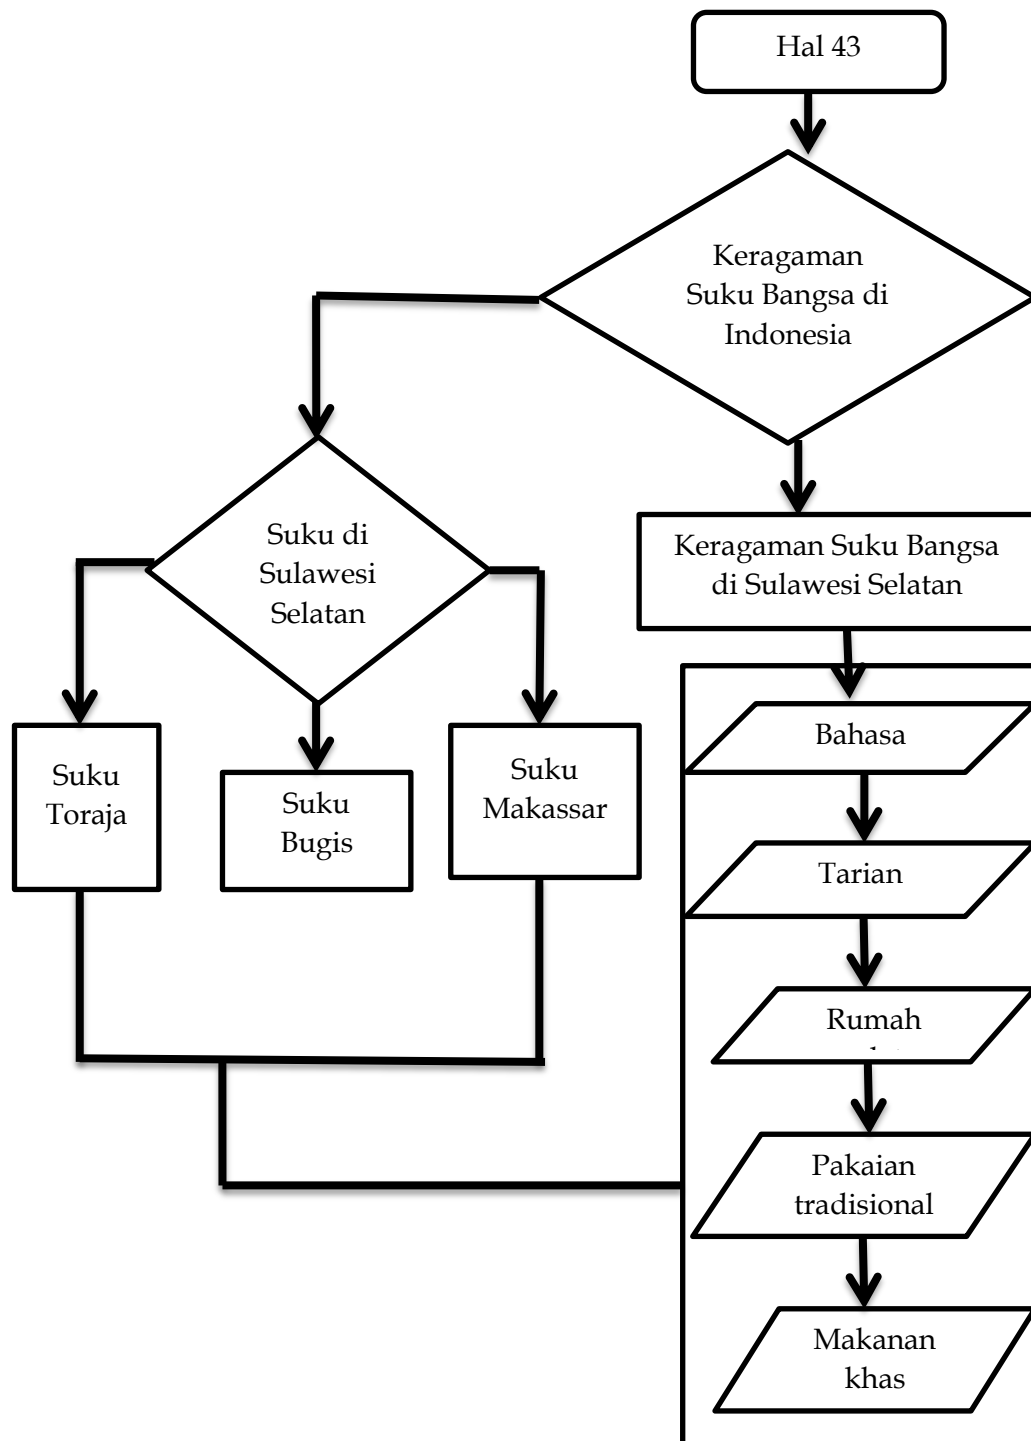 Hal 43
Keragaman
Suku Bangsa di
Indonesia
Suku di
Sulawesi
Selatan
Keragaman Suku Bangsa
di Sulawesi Selatan
Suku
Toraja
Suku
Bugis
Suku
Makassar
Bahasa
Tarian
Rumah
Pakaian
tradisional
Makanan
khas